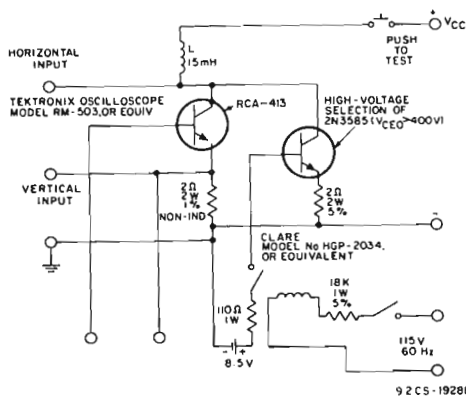 +
VCC
PUSH
TO
TEST
L
15mH
HORIZONTAL
INPUT
TEKTRONIX OSCILLOSCOPE
MODEL RM-503,OR EQUIV
RCA-413
HIGH-VOLTAGE
SELECTION OF
2N3585(VCEO>400V)
VERTICAL
INPUT
2Ω
2W
1%
NON-IND
2Ω
2W
5%
-
CLARE
MODEL No HGP-2034,
OR EQUIVALENT
110Ω
1W
18K
1W
5%
- +
8.5V
115V
60 Hz
92CS-19281